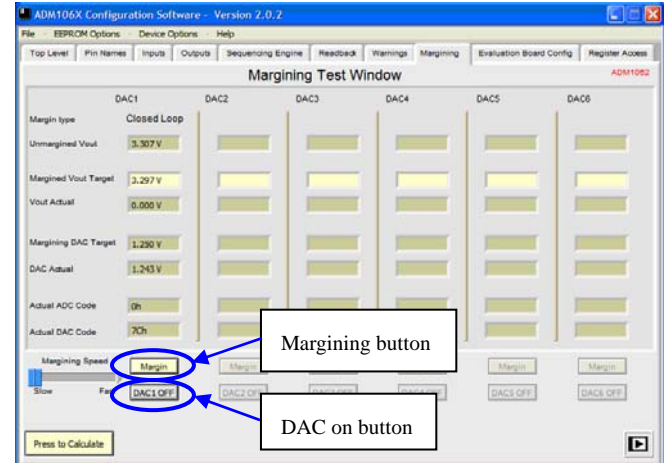 ADM106X Configuration Software - Version 2.0.2
File EEPROM Options Device Options Help
Top Level Pin Names Inputs Outputs Sequencing Engine Readback Warnings Margining Evaluation Board Config Register Access
Margining Test Window ADM1062
DAC1 DAC2 DAC3 DAC4 DAC5 DAC6
Margin type Closed Loop
Unmargined Vout 3.307 V
Margined Vout Target 3.297 V
Vout Actual 0.000 V
Margining DAC Target 1.250 V
DAC Actual 1.243 V
Actual ADC Code 0h
Actual DAC Code 7Ch
Margining button
Margining Speed Margin Margin Margin Margin
Slow Fast DAC1 OFF DAC2 OFF DAC5 OFF DAC6 OFF
DAC on button
Press to Calculate